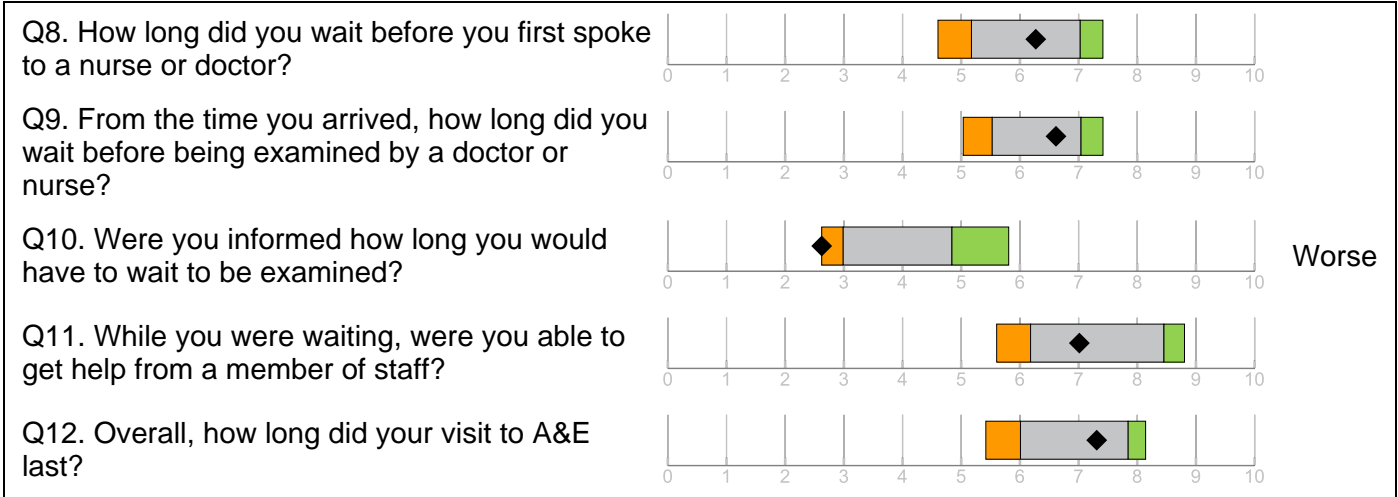 Q8. How long did you wait before you first spoke
to a nurse or doctor?
0 1 2 3 4 5 6 7 8 9 10
Q9. From the time you arrived, how long did you
wait before being examined by a doctor or
nurse?
0 1 2 3 4 5 6 7 8 9 10
Q10. Were you informed how long you would
have to wait to be examined?
0 1 2 3 4 5 6 7 8 9 10
Worse
Q11. While you were waiting, were you able to
get help from a member of staff?
0 1 2 3 4 5 6 7 8 9 10
Q12. Overall, how long did your visit to A&E
last?
0 1 2 3 4 5 6 7 8 9 10